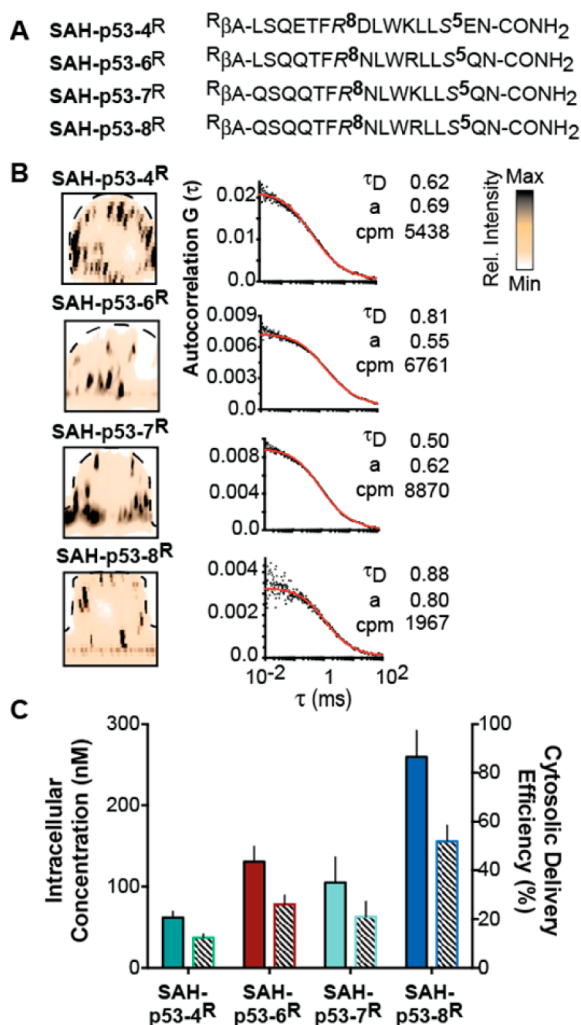 A
SAH-p53-4R RβA-LSQETFR8DLWKLLS5EN-CONH2
SAH-p53-6R RβA-LSQQTFR8NLWRLLS5QN-CONH2
SAH-p53-7R RβA-QSQQTFR8NLWKLLS5QN-CONH2
SAH-p53-8R RβA-QSQQTFR8NLWRLLS5QN-CONH2
B
SAH-p53-4R
0.02
0.01
0.0
τD 0.62
a 0.69
cpm 5438
Rel. Intensity
Max
Min
SAH-p53-6R
Autocorrelation G (τ)
0.009
0.006
0.003
0.0
τD 0.81
a 0.55
cpm 6761
SAH-p53-7R
0.008
0.004
0.0
τD 0.50
a 0.62
cpm 8870
SAH-p53-8R
0.004
0.002
0.00
τD 0.88
a 0.80
cpm 1967
10-2 1 102
τ (ms)
C
Intracellular
Concentration (nM)
300
200
100
0
100
80
60
40
20
0
Cytosolic Delivery
Efficiency (%)
SAH- SAH- SAH- SAH-
p53-4R p53-6R p53-7R p53-8R